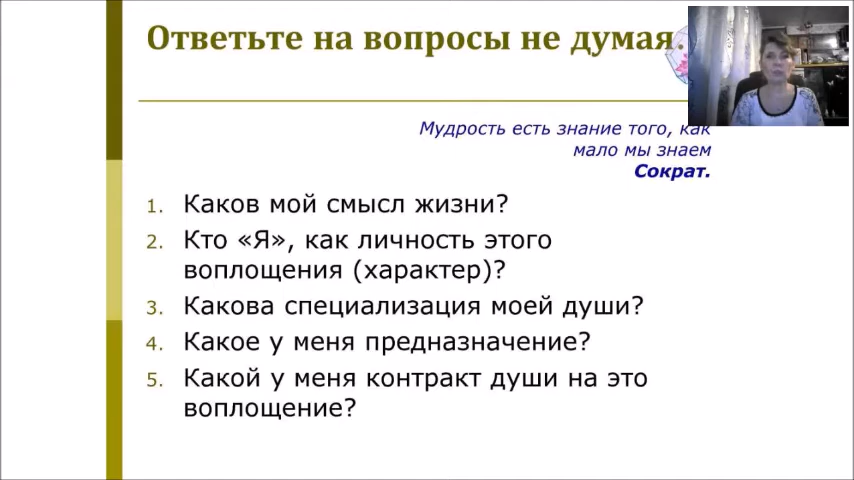 Ответьте на вопросы не думая.
Мудрость есть знание того, как
мало мы знаем
Сократ.
1. Каков мой смысл жизни?
2. Кто «Я», как личность этого
воплощения (характер)?
3. Какова специализация моей души?
4. Какое у меня предназначение?
5. Какой у меня контракт души на это
воплощение?